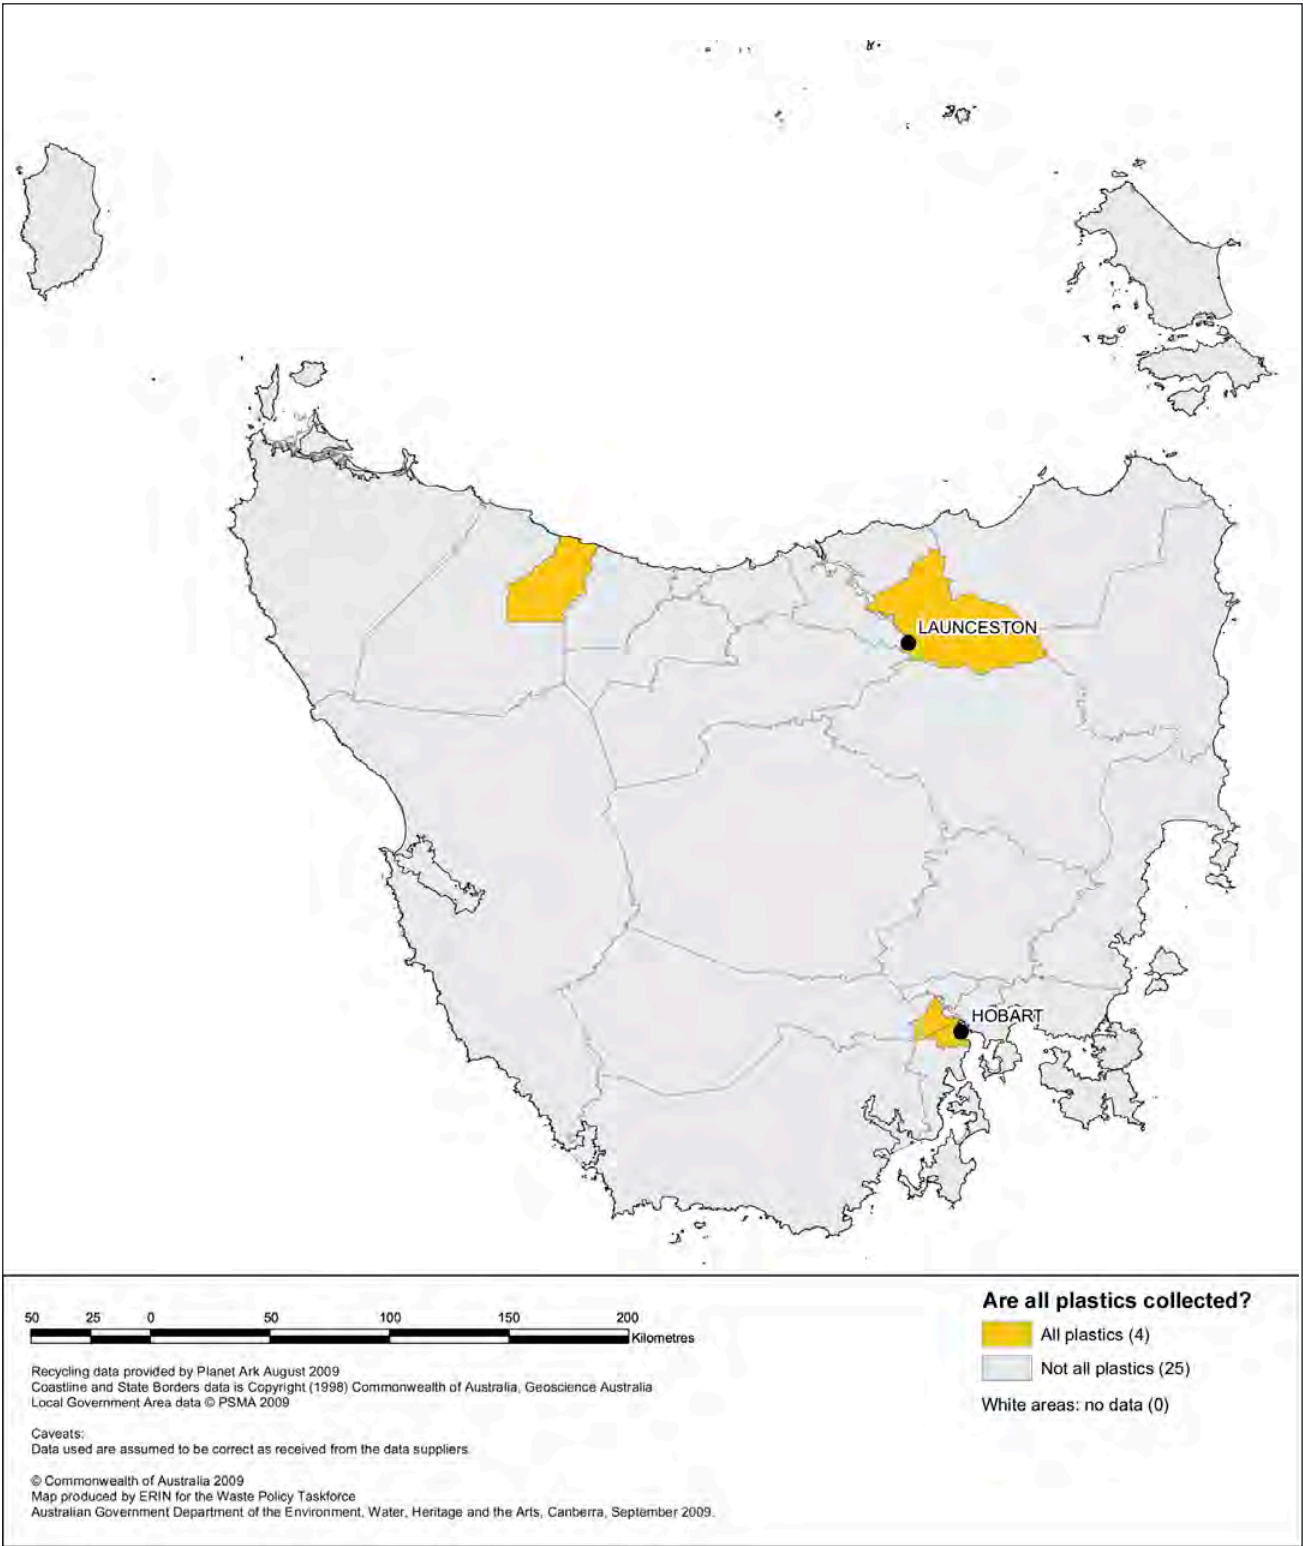 LAUNCESTON
HOBART
Are all plastics collected?
All plastics (4)
Not all plastics (25)
White areas: no data (0)
50 25 0 50 100 150 200
Kilometres
Recycling data provided by Planet Ark August 2009
Coastline and State Borders data is Copyright (1998) Commonwealth of Australia, Geoscience Australia
Local Government Area data © PSMA 2009
Caveats:
Data used are assumed to be correct as received from the data suppliers.
© Commonwealth of Australia 2009
Map produced by ERIN for the Waste Policy Taskforce
Australian Government Department of the Environment, Water, Heritage and the Arts, Canberra, September 2009.